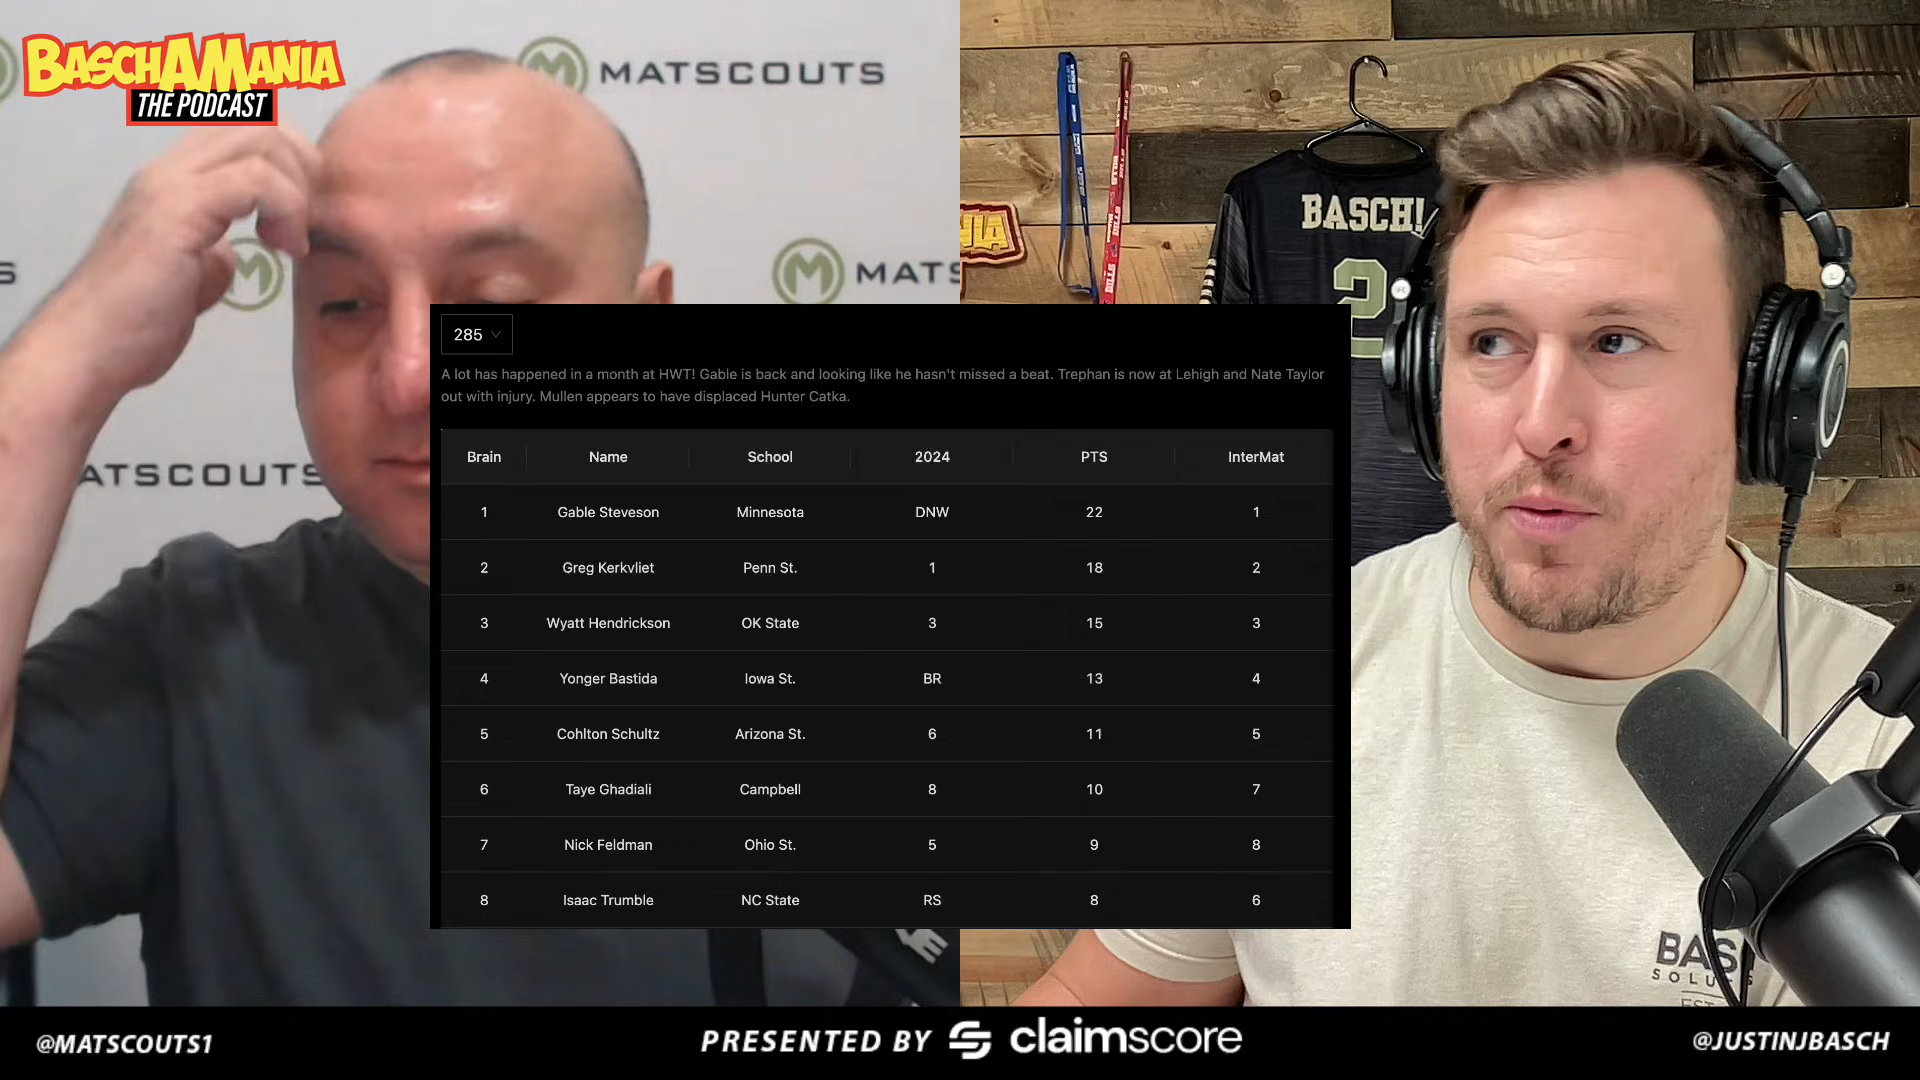 BASCHAMANIA
THE PODCAST
MATSCOUTS
MATS
ATSCOUTS
S
BASCH!
2
BILLS
BILLS
285
A lot has happened in a month at HWT! Gable is back and looking like he hasn't missed a beat. Trephan is now at Lehigh and Nate Taylor
out with injury. Mullen appears to have displaced Hunter Catka.
Brain Name School 2024 PTS InterMat
1 Gable Steveson Minnesota DNW 22 1
2 Greg Kerkvliet Penn St. 1 18 2
3 Wyatt Hendrickson OK State 3 15 3
4 Yonger Bastida Iowa St. BR 13 4
5 Cohlton Schultz Arizona St. 6 11 5
6 Taye Ghadiali Campbell 8 10 7
7 Nick Feldman Ohio St. 5 9 8
8 Isaac Trumble NC State RS 8 6
BAS
SOLU
EST
@MATSCOUTS1
PRESENTED BY claimscore
@JUSTINJBASCH